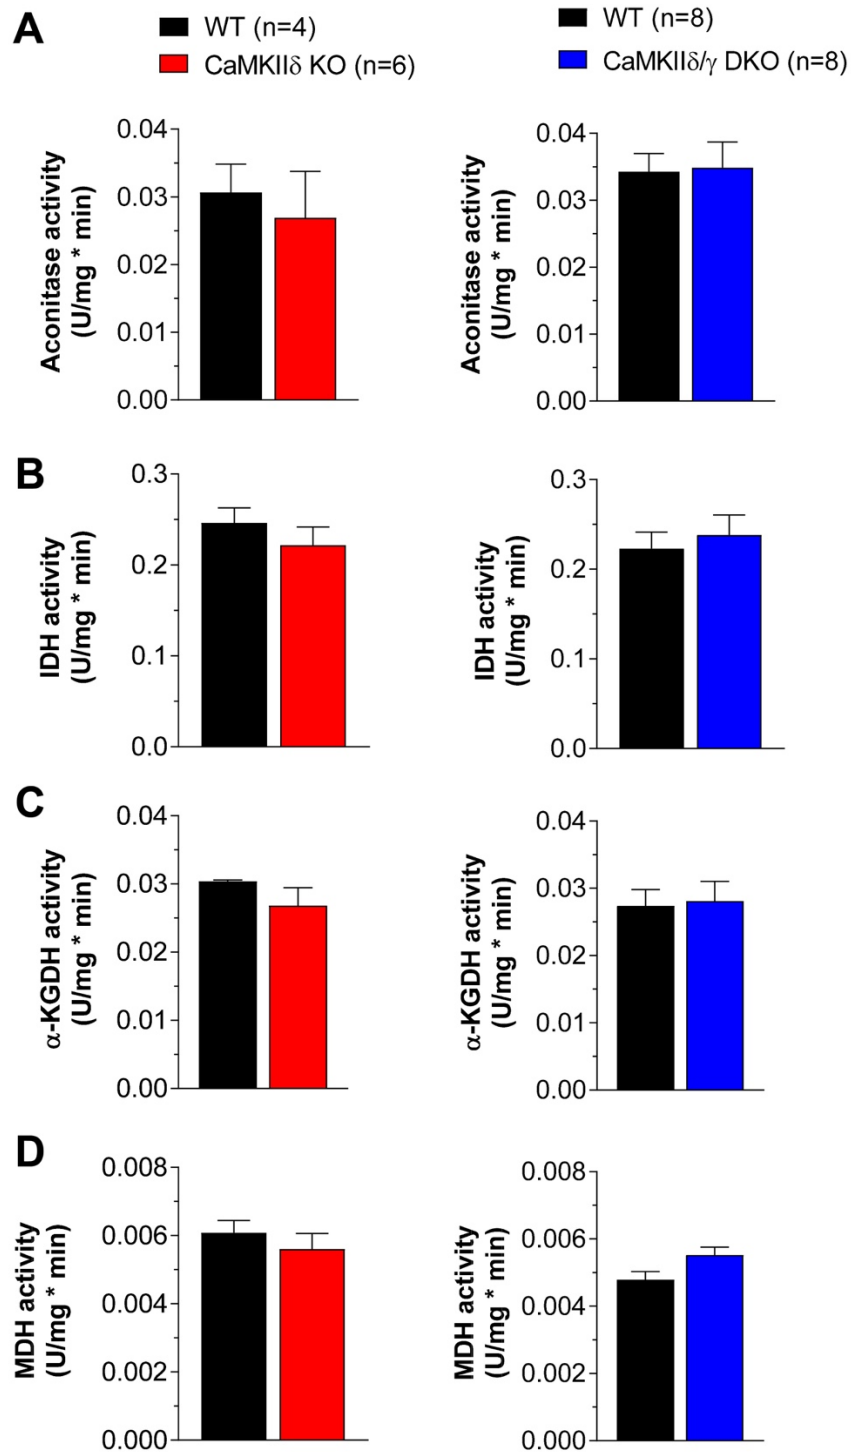 A
WT (n=4)
CaMKIIδ KO (n=6)
WT (n=8)
CaMKIIδ/γ DKO (n=8)
Aconitase activity
(U/mg * min)
0.04
0.03
0.02
0.01
0.00
Aconitase activity
(U/mg * min)
0.04
0.03
0.02
0.01
0.00
B
IDH activity
(U/mg * min)
0.3
0.2
0.1
0.0
IDH activity
(U/mg * min)
0.3
0.2
0.1
0.0
C
α-KGDH activity
(U/mg * min)
0.04
0.03
0.02
0.01
0.00
α-KGDH activity
(U/mg * min)
0.04
0.03
0.02
0.01
0.00
D
MDH activity
(U/mg * min)
0.008
0.006
0.004
0.002
0.000
MDH activity
(U/mg * min)
0.008
0.006
0.004
0.002
0.000